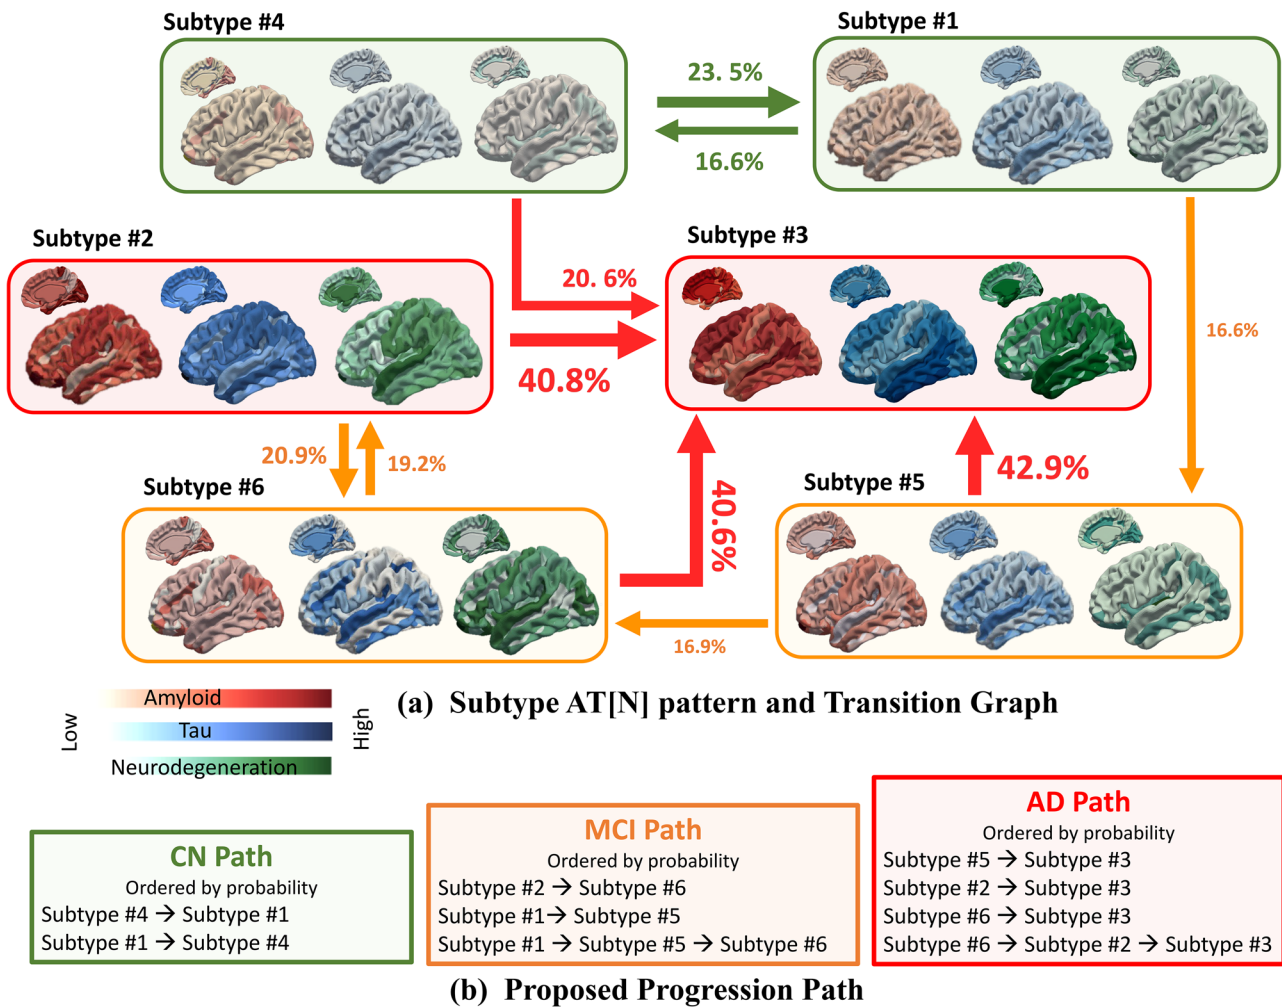 Subtype #4
Subtype #1
23. 5%
16.6%
Subtype #2
Subtype #3
20. 6%
40.8%
16.6%
20.9%
19.2%
42.9%
40.6%
Subtype #6
Subtype #5
16.9%
Low
Amyloid
Tau
Neurodegeneration
High
(a) Subtype AT[N] pattern and Transition Graph
CN Path
Ordered by probability
Subtype #4 → Subtype #1
Subtype #1 → Subtype #4
MCI Path
Ordered by probability
Subtype #2 → Subtype #6
Subtype #1→ Subtype #5
Subtype #1 → Subtype #5 → Subtype #6
AD Path
Ordered by probability
Subtype #5 → Subtype #3
Subtype #2 → Subtype #3
Subtype #6 → Subtype #3
Subtype #6 → Subtype #2 → Subtype #3
(b) Proposed Progression Path